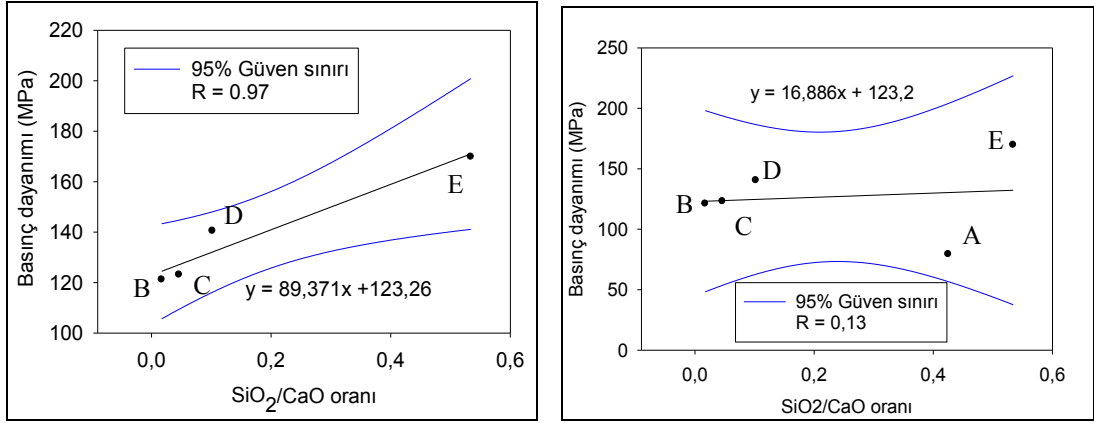 220
200
180
160
140
120
100
Basınç dayanımı (MPa)
95% Güven sınırı
R = 0.97
B
C
D
E
y = 89,371x +123,26
0,0 0,2 0,4 0,6
SiO2/CaO oranı
250
200
150
100
50
0
Basınç dayanımı (MPa)
y = 16,886x + 123,2
B
C
D
E
A
95% Güven sınırı
R = 0,13
0,0 0,2 0,4 0,6
SiO2/CaO oranı